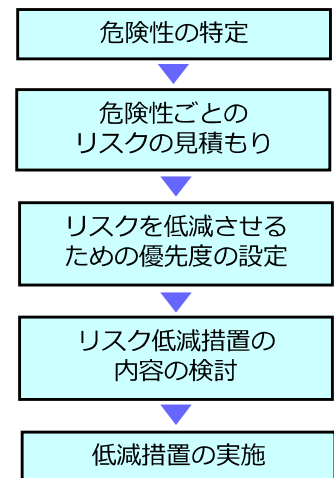 危険性の特定
危険性ごとの
リスクの見積もり
リスクを低減させる
ための優先度の設定
リスク低減措置の
内容の検討
低減措置の実施